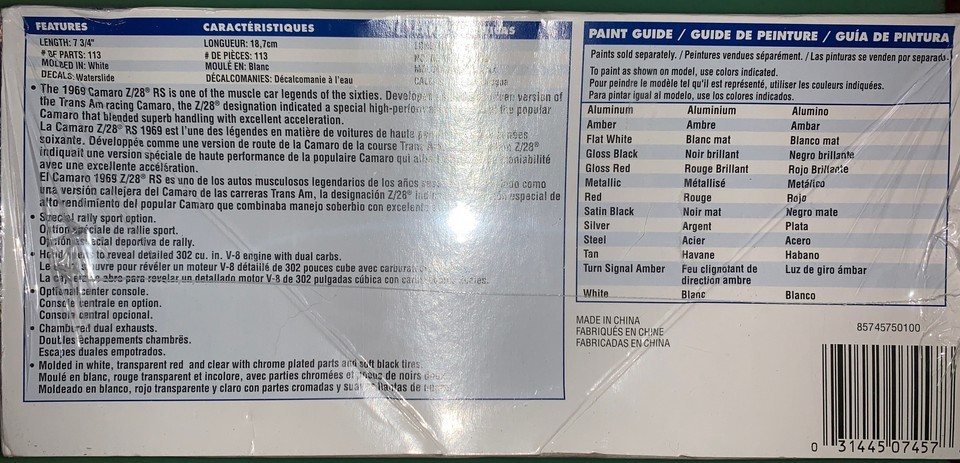 FEATURES
LENGTH: 7 3/4"
# OF PARTS: 113
MOLDED IN: White
DECALS: Waterslide
CARACTÉRISTIQUES
LONGUEUR: 18,7cm
# DE PIÈCES: 113
MOULÉ EN: Blanc
DÉCALCOMANIES: Décalcomanie à l'eau
• The 1969 Camaro Z/28® RS is one of the muscle car legends of the sixties. version of
the Trans Am racing Camaro, the Z/28® designation indicated a special the popular
Camaro that blended superb handling with excellent acceleration.
La Camaro Z/28® RS 1969 est l'une des légendes en matière de voitures de haute
soixante. Développée comme une version de route de la Camaro de la course Z/28®
indiquait une version spéciale de haute performance de la populaire Camaro qui
avec une excellente accélération.
El Camaro 1969 Z/28® RS es uno de los autos musculosos legendarios de los años como
una versión callejera del Camaro de las carreras Trans Am, la designación Z/28® especial de
alto rendimiento del popular Camaro que combinaba manejo soberbio con
• Special rally sport option.
Option spéciale de rallie sport.
Opción especial deportiva de rally.
• to reveal detailed 302 cu. in. V-8 engine with dual carbs.
Le pour révéler un moteur V-8 détaillé de 302 pouces cube avec
La abre para revelar un detallado motor V-8 de 302 pulgadas cúbica con
• Optional center console.
Console centrale en option.
Consola central opcional.
• Chambered dual exhausts.
Doubles échappements chambrés.
Escapes duales empotrados.
• Molded in white, transparent red and clear with chrome plated parts and soft black tires
Moulé en blanc, rouge transparent et incolore, avec parties chromées et de noirs
Moldeado en blanco, rojo transparente y claro con partes cromadas y llantas de
PAINT GUIDE / GUIDE DE PEINTURE / GUÍA DE PINTURA
Paints sold separately. / Peintures vendues séparément. / Las pinturas se venden por separado.
To paint as shown on model, use colors indicated.
Pour peindre le modèle tel qu'il est représenté, utiliser les couleurs indiquées.
Para pintar igual al modelo, use los colores indicados.
Aluminum Aluminium Alumino
Amber Ambre Ambar
Flat White Blanc mat Blanco mat
Gloss Black Noir brillant Negro brillante
Gloss Red Rouge Brillant Rojo Brillante
Metallic Métallisé Metálico
Red Rouge Rojo
Satin Black Noir mat Negro mate
Silver Argent Plata
Steel Acier Acero
Tan Havane Habano
Turn Signal Amber Feu clignotant de Luz de giro ámbar
direction ambre
White Blanc Blanco
MADE IN CHINA
FABRIQUÉS EN CHINE
FABRICADAS EN CHINA
85745750100
0 31445 07457